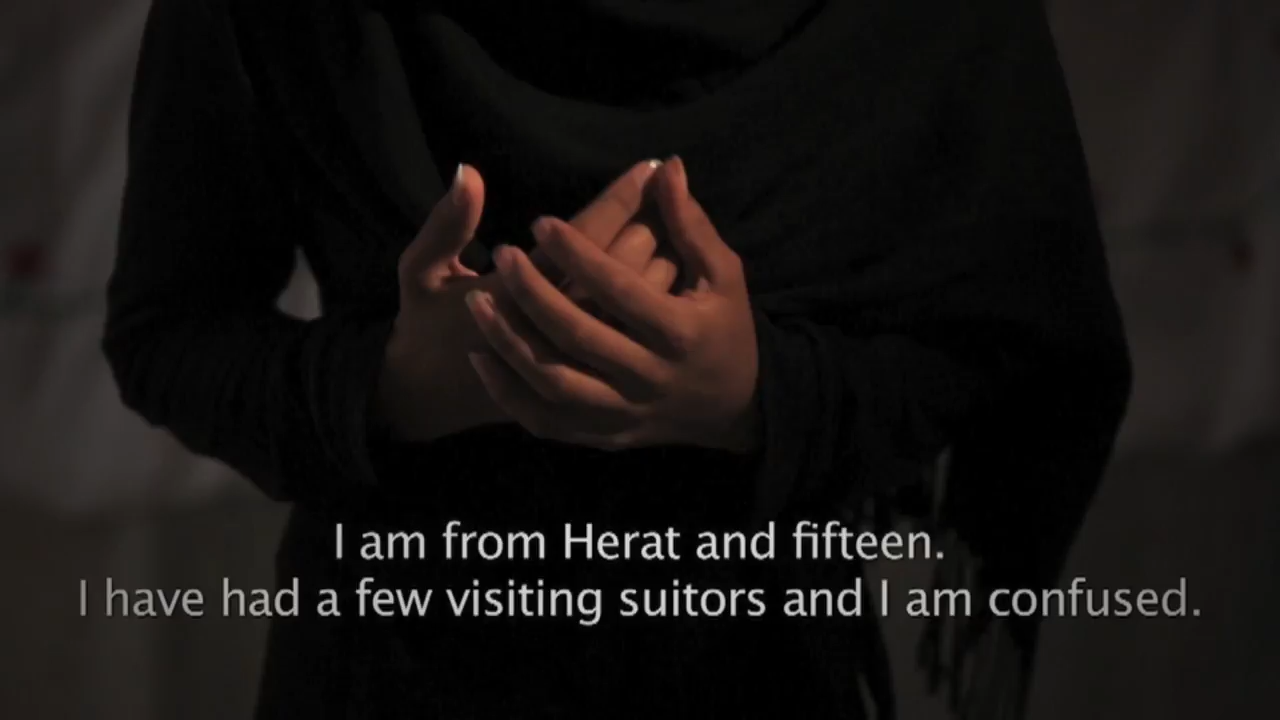 I am from Herat and fifteen.
I have had a few visiting suitors and I am confused.